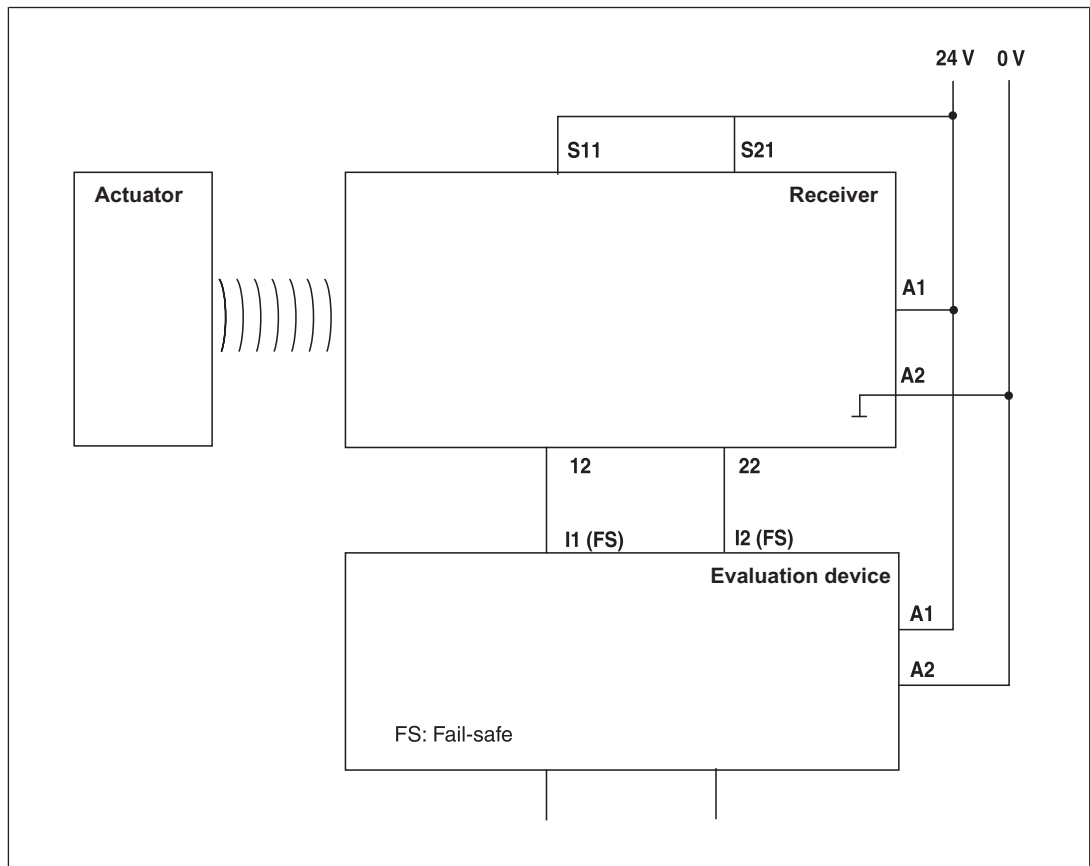 24 V 0 V
S11 S21
Actuator
Receiver
A1
A2
12 22
I1 (FS) I2 (FS)
Evaluation device
A1
A2
FS: Fail-safe